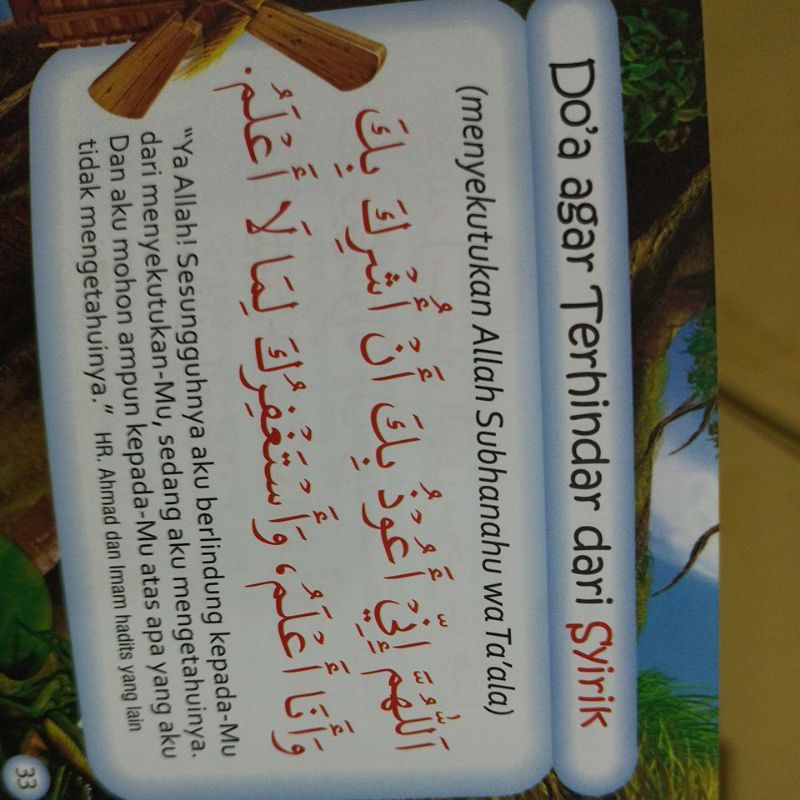 Do'a agar Terhindar dari Syirik
(menyekutukan Allah Subhanahu wa Ta'ala)
اَللّٰهُمَّ إِنِّيْ أَعُوْذُ بِكَ أَنْ أُشْرِكَ بِكَ
وَأَنَا أَعْلَمُ، وَأَسْتَغْفِرُكَ لِمَا لَا أَعْلَمُ.
"Ya Allah! Sesungguhnya aku berlindung kepada-Mu
dari menyekutukan-Mu, sedang aku mengetahuinya.
Dan aku mohon ampun kepada-Mu atas apa yang aku
tidak mengetahuinya." HR. Ahmad dan Imam hadits yang lain
33